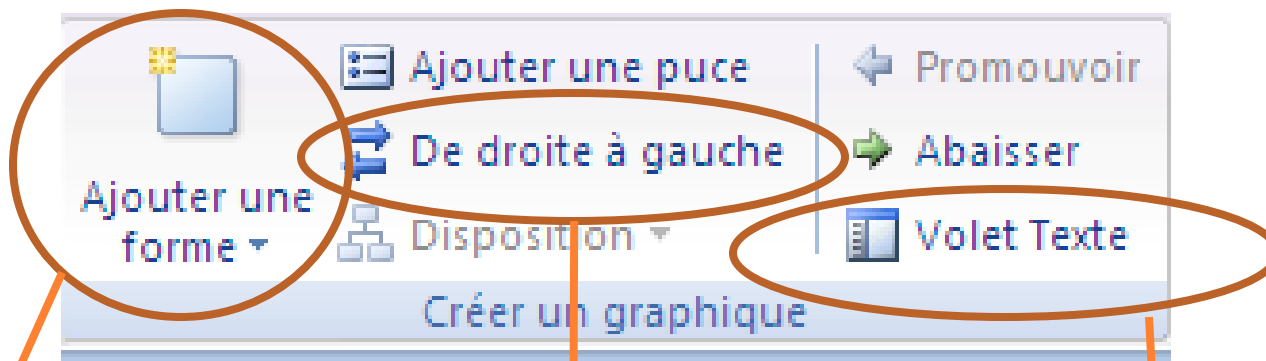 Ajouter une
forme
Ajouter une puce
De droite à gauche
Disposition
Promouvoir
Abaisser
Volet Texte
Créer un graphique